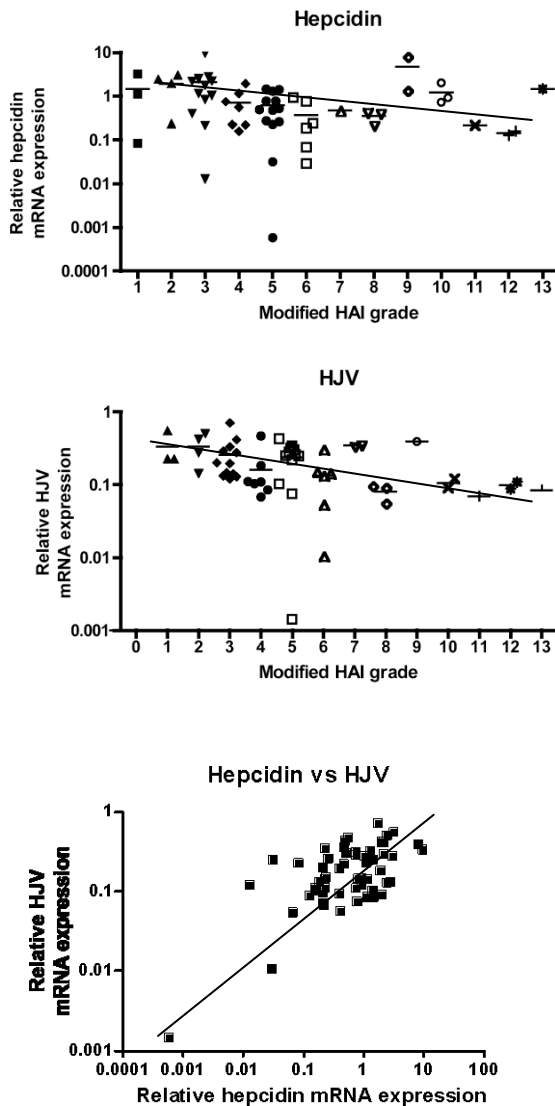 Hepcidin
Relative hepcidin
mRNA expression
10
1
0.1
0.01
0.001
0.0001
1 2 3 4 5 6 7 8 9 10 11 12 13
Modified HAI grade
HJV
Relative HJV
mRNA expression
1
0.1
0.01
0.001
0 1 2 3 4 5 6 7 8 9 10 11 12 13
Modified HAI grade
Hepcidin vs HJV
Relative HJV
mRNA expression
1
0.1
0.01
0.001
0.0001 0.001 0.01 0.1 1 10 100
Relative hepcidin mRNA expression